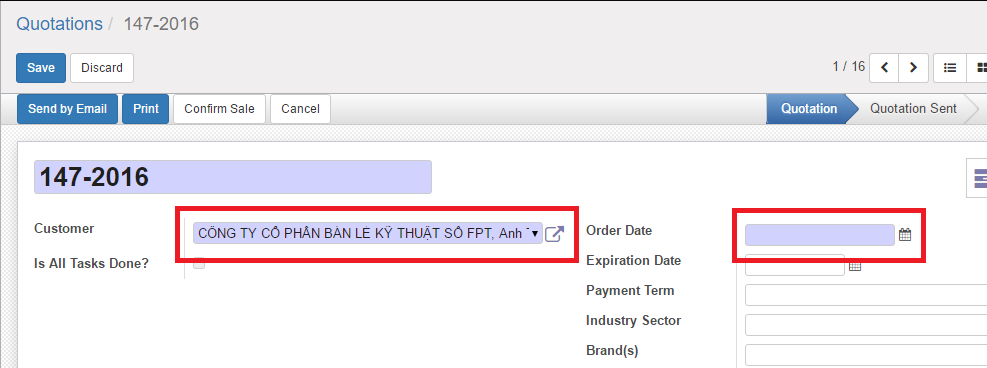 Quotations / 147-2016
Save Discard 1 / 16
Send by Email Print Confirm Sale Cancel Quotation Quotation Sent
147-2016
Customer CÔNG TY CỔ PHẦN BÁN LẺ KỸ THUẬT SỐ FPT, Anh Order Date
Is All Tasks Done? Expiration Date
Payment Term
Industry Sector
Brand(s)